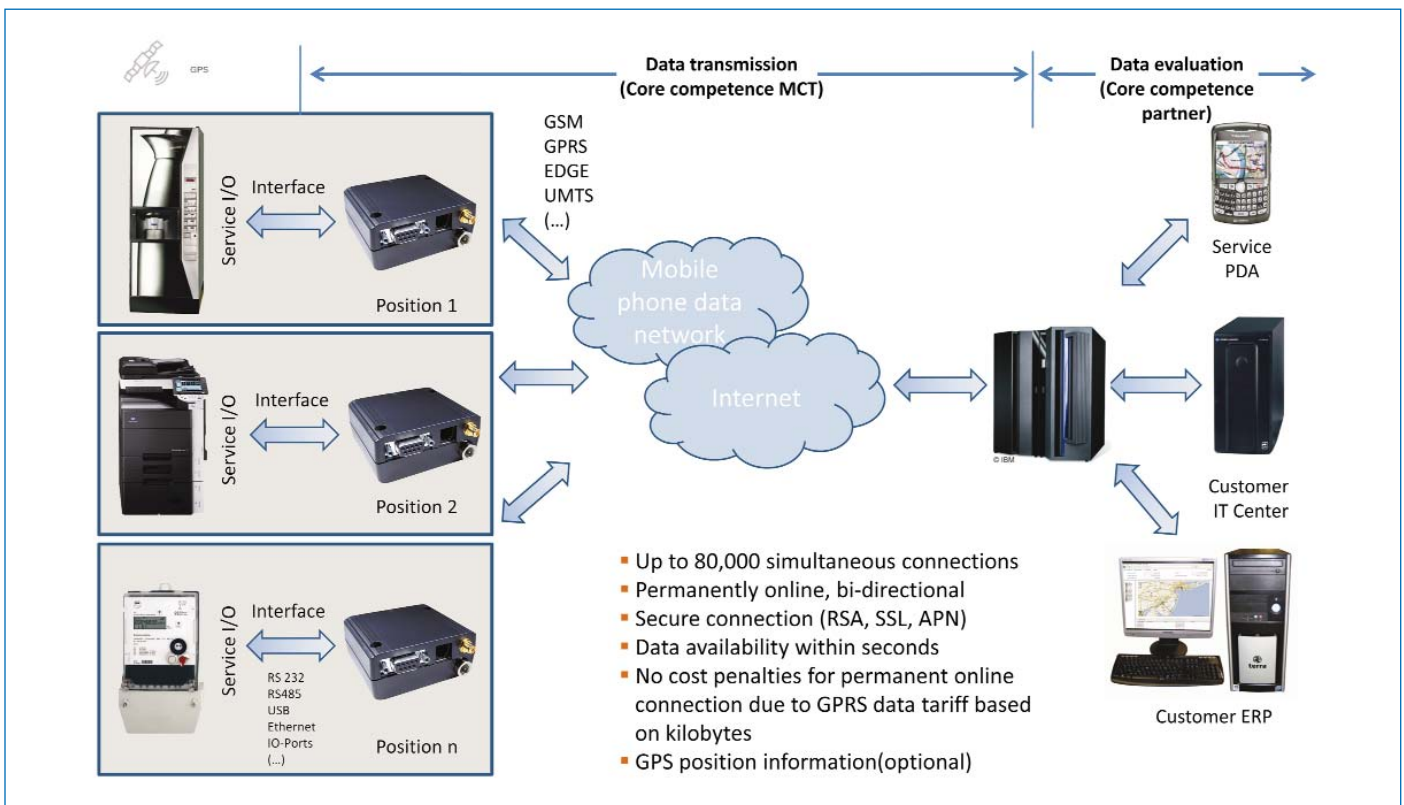 GPS
Data transmission
(Core competence MCT)
Data evaluation
(Core competence
partner)
GSM
GPRS
EDGE
UMTS
(...)
Service I/O
Interface
Position 1
Mobile
phone data
network
Internet
Service
PDA
Service I/O
Interface
Position 2
© IBM
Customer
IT Center
Service I/O
Interface
RS 232
RS485
USB
Ethernet
IO-Ports
(...)
Position n
▪ Up to 80,000 simultaneous connections
▪ Permanently online, bi-directional
▪ Secure connection (RSA, SSL, APN)
▪ Data availability within seconds
▪ No cost penalties for permanent online
connection due to GPRS data tariff based
on kilobytes
▪ GPS position information(optional)
terra
Customer ERP